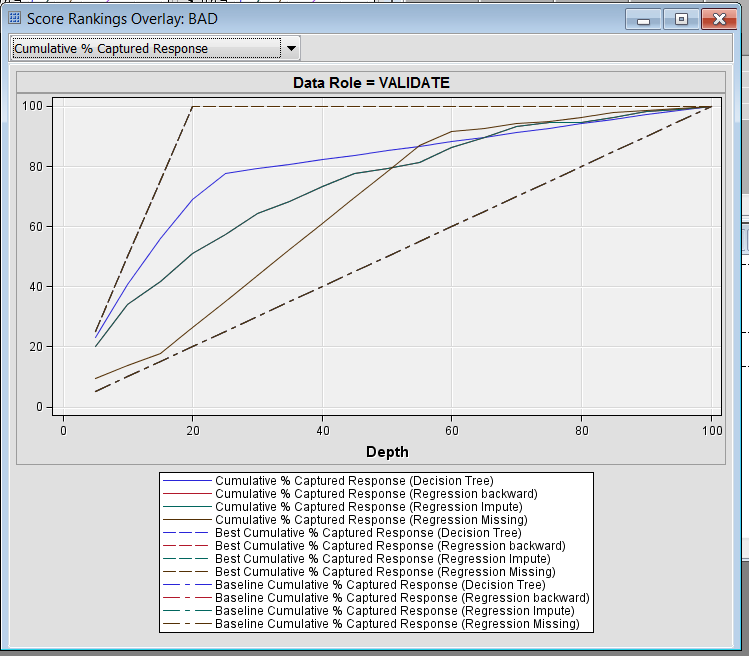 Score Rankings Overlay: BAD
Cumulative % Captured Response
Data Role = VALIDATE
100
80
60
40
20
0
0 20 40 60 80 100
Depth
Cumulative % Captured Response (Decision Tree)
Cumulative % Captured Response (Regression backward)
Cumulative % Captured Response (Regression Impute)
Cumulative % Captured Response (Regression Missing)
Best Cumulative % Captured Response (Decision Tree)
Best Cumulative % Captured Response (Regression backward)
Best Cumulative % Captured Response (Regression Impute)
Best Cumulative % Captured Response (Regression Missing)
Baseline Cumulative % Captured Response (Decision Tree)
Baseline Cumulative % Captured Response (Regression backward)
Baseline Cumulative % Captured Response (Regression Impute)
Baseline Cumulative % Captured Response (Regression Missing)